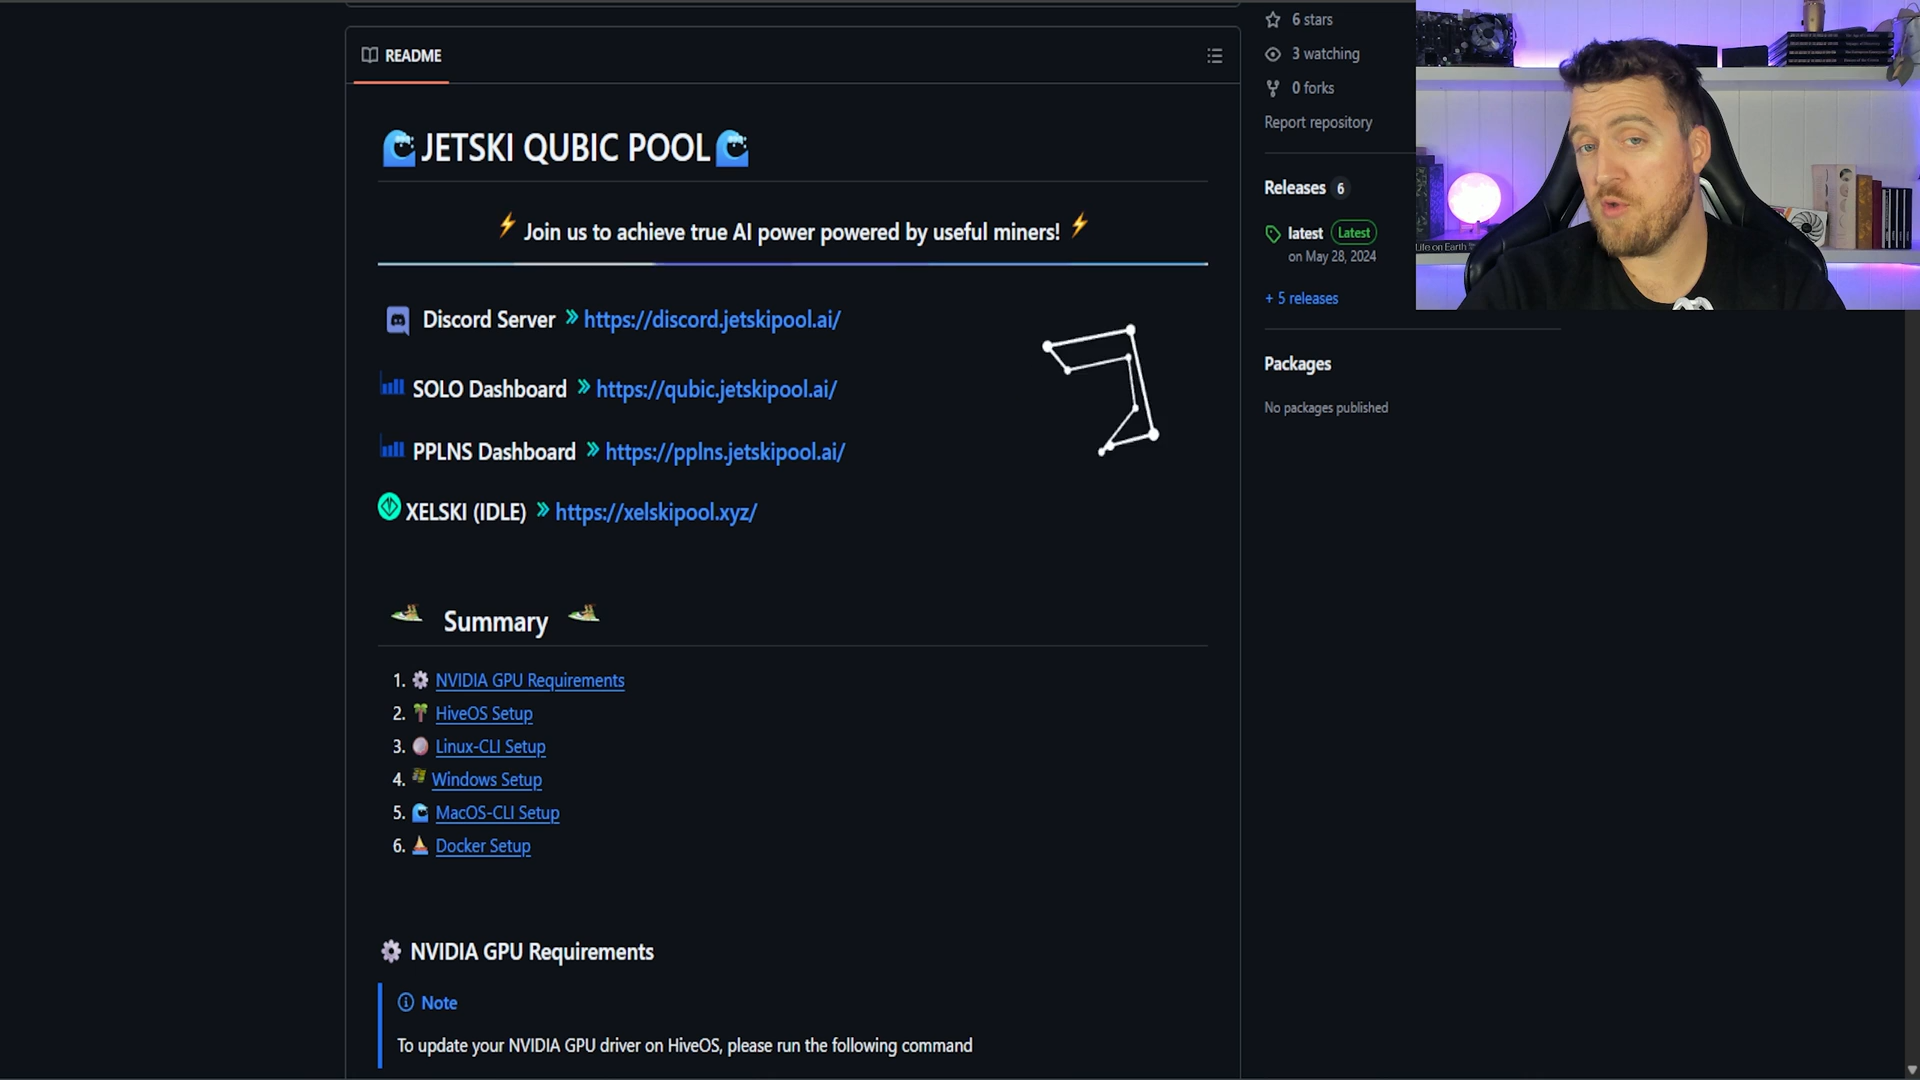 README
JETSKI QUBIC POOL
Join us to achieve true AI power powered by useful miners!
Discord Server » https://discord.jetskipool.ai/
SOLO Dashboard » https://qubic.jetskipool.ai/
PPLNS Dashboard » https://pplns.jetskipool.ai/
XELSKI (IDLE) » https://xelskipool.xyz/
Summary
1. NVIDIA GPU Requirements
2. HiveOS Setup
3. Linux-CLI Setup
4. Windows Setup
5. MacOS-CLI Setup
6. Docker Setup
NVIDIA GPU Requirements
Note
To update your NVIDIA GPU driver on HiveOS, please run the following command
6 stars
3 watching
0 forks
Report repository
Releases 6
latest Latest
on May 28, 2024
+ 5 releases
Packages
No packages published
Life on Earth